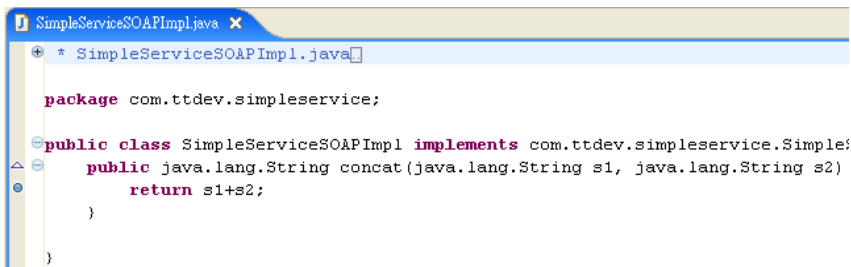 SimpleServiceSOAPImpl.java
* SimpleServiceSOAPImpl.java
package com.ttdev.simpleservice;
public class SimpleServiceSOAPImpl implements com.ttdev.simpleservice.Simple
public java.lang.String concat(java.lang.String s1, java.lang.String s2)
return s1+s2;
}
}